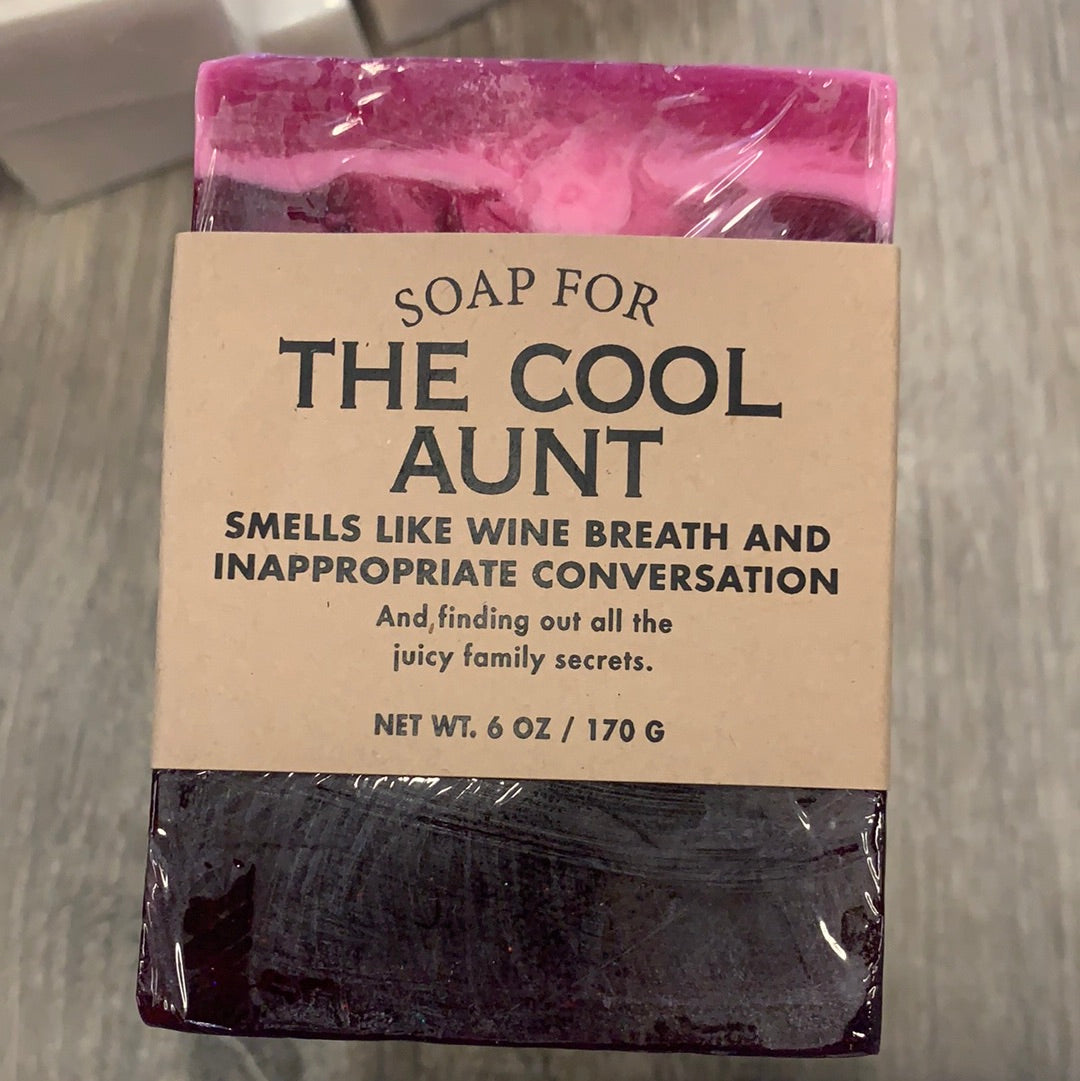 SOAP FOR
THE COOL
AUNT
SMELLS LIKE WINE BREATH AND
INAPPROPRIATE CONVERSATION
And finding out all the
juicy family secrets.
NET WT. 6 OZ / 170 G